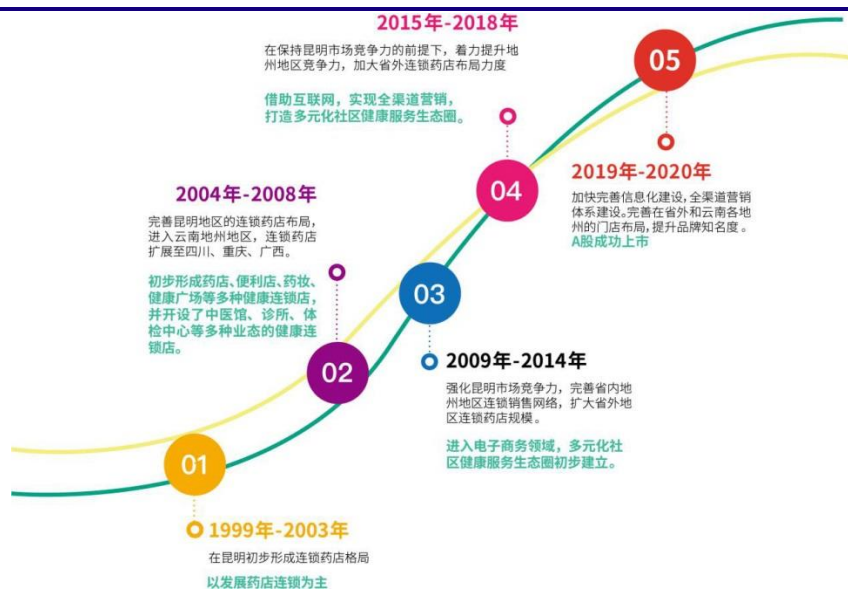 2015年-2018年
在保持昆明市场竞争力的前提下，着力提升地
州地区竞争力，加大省外连锁药店布局力度
借助互联网，实现全渠道营销，
打造多元化社区健康服务生态圈。
05
2019年-2020年
加快完善信息化建设，全渠道营销
体系建设。完善在省外和云南各地
州的门店布局，提升品牌知名度。
A股成功上市
04
2004年-2008年
完善昆明地区的连锁药店布局，
进入云南地州地区，连锁药店
扩展至四川、重庆、广西。
初步形成药店、便利店、药妆、
健康广场等多种健康连锁店，
并开设了中医馆、诊所、体
检中心等多种业态的健康连
锁店。
03
2009年-2014年
强化昆明市场竞争力，完善省内地
州地区连锁销售网络，扩大省外地
区连锁药店规模。
进入电子商务领域，多元化社
区健康服务生态圈初步建立。
02
01
1999年-2003年
在昆明初步形成连锁药店格局
以发展药店连锁为主